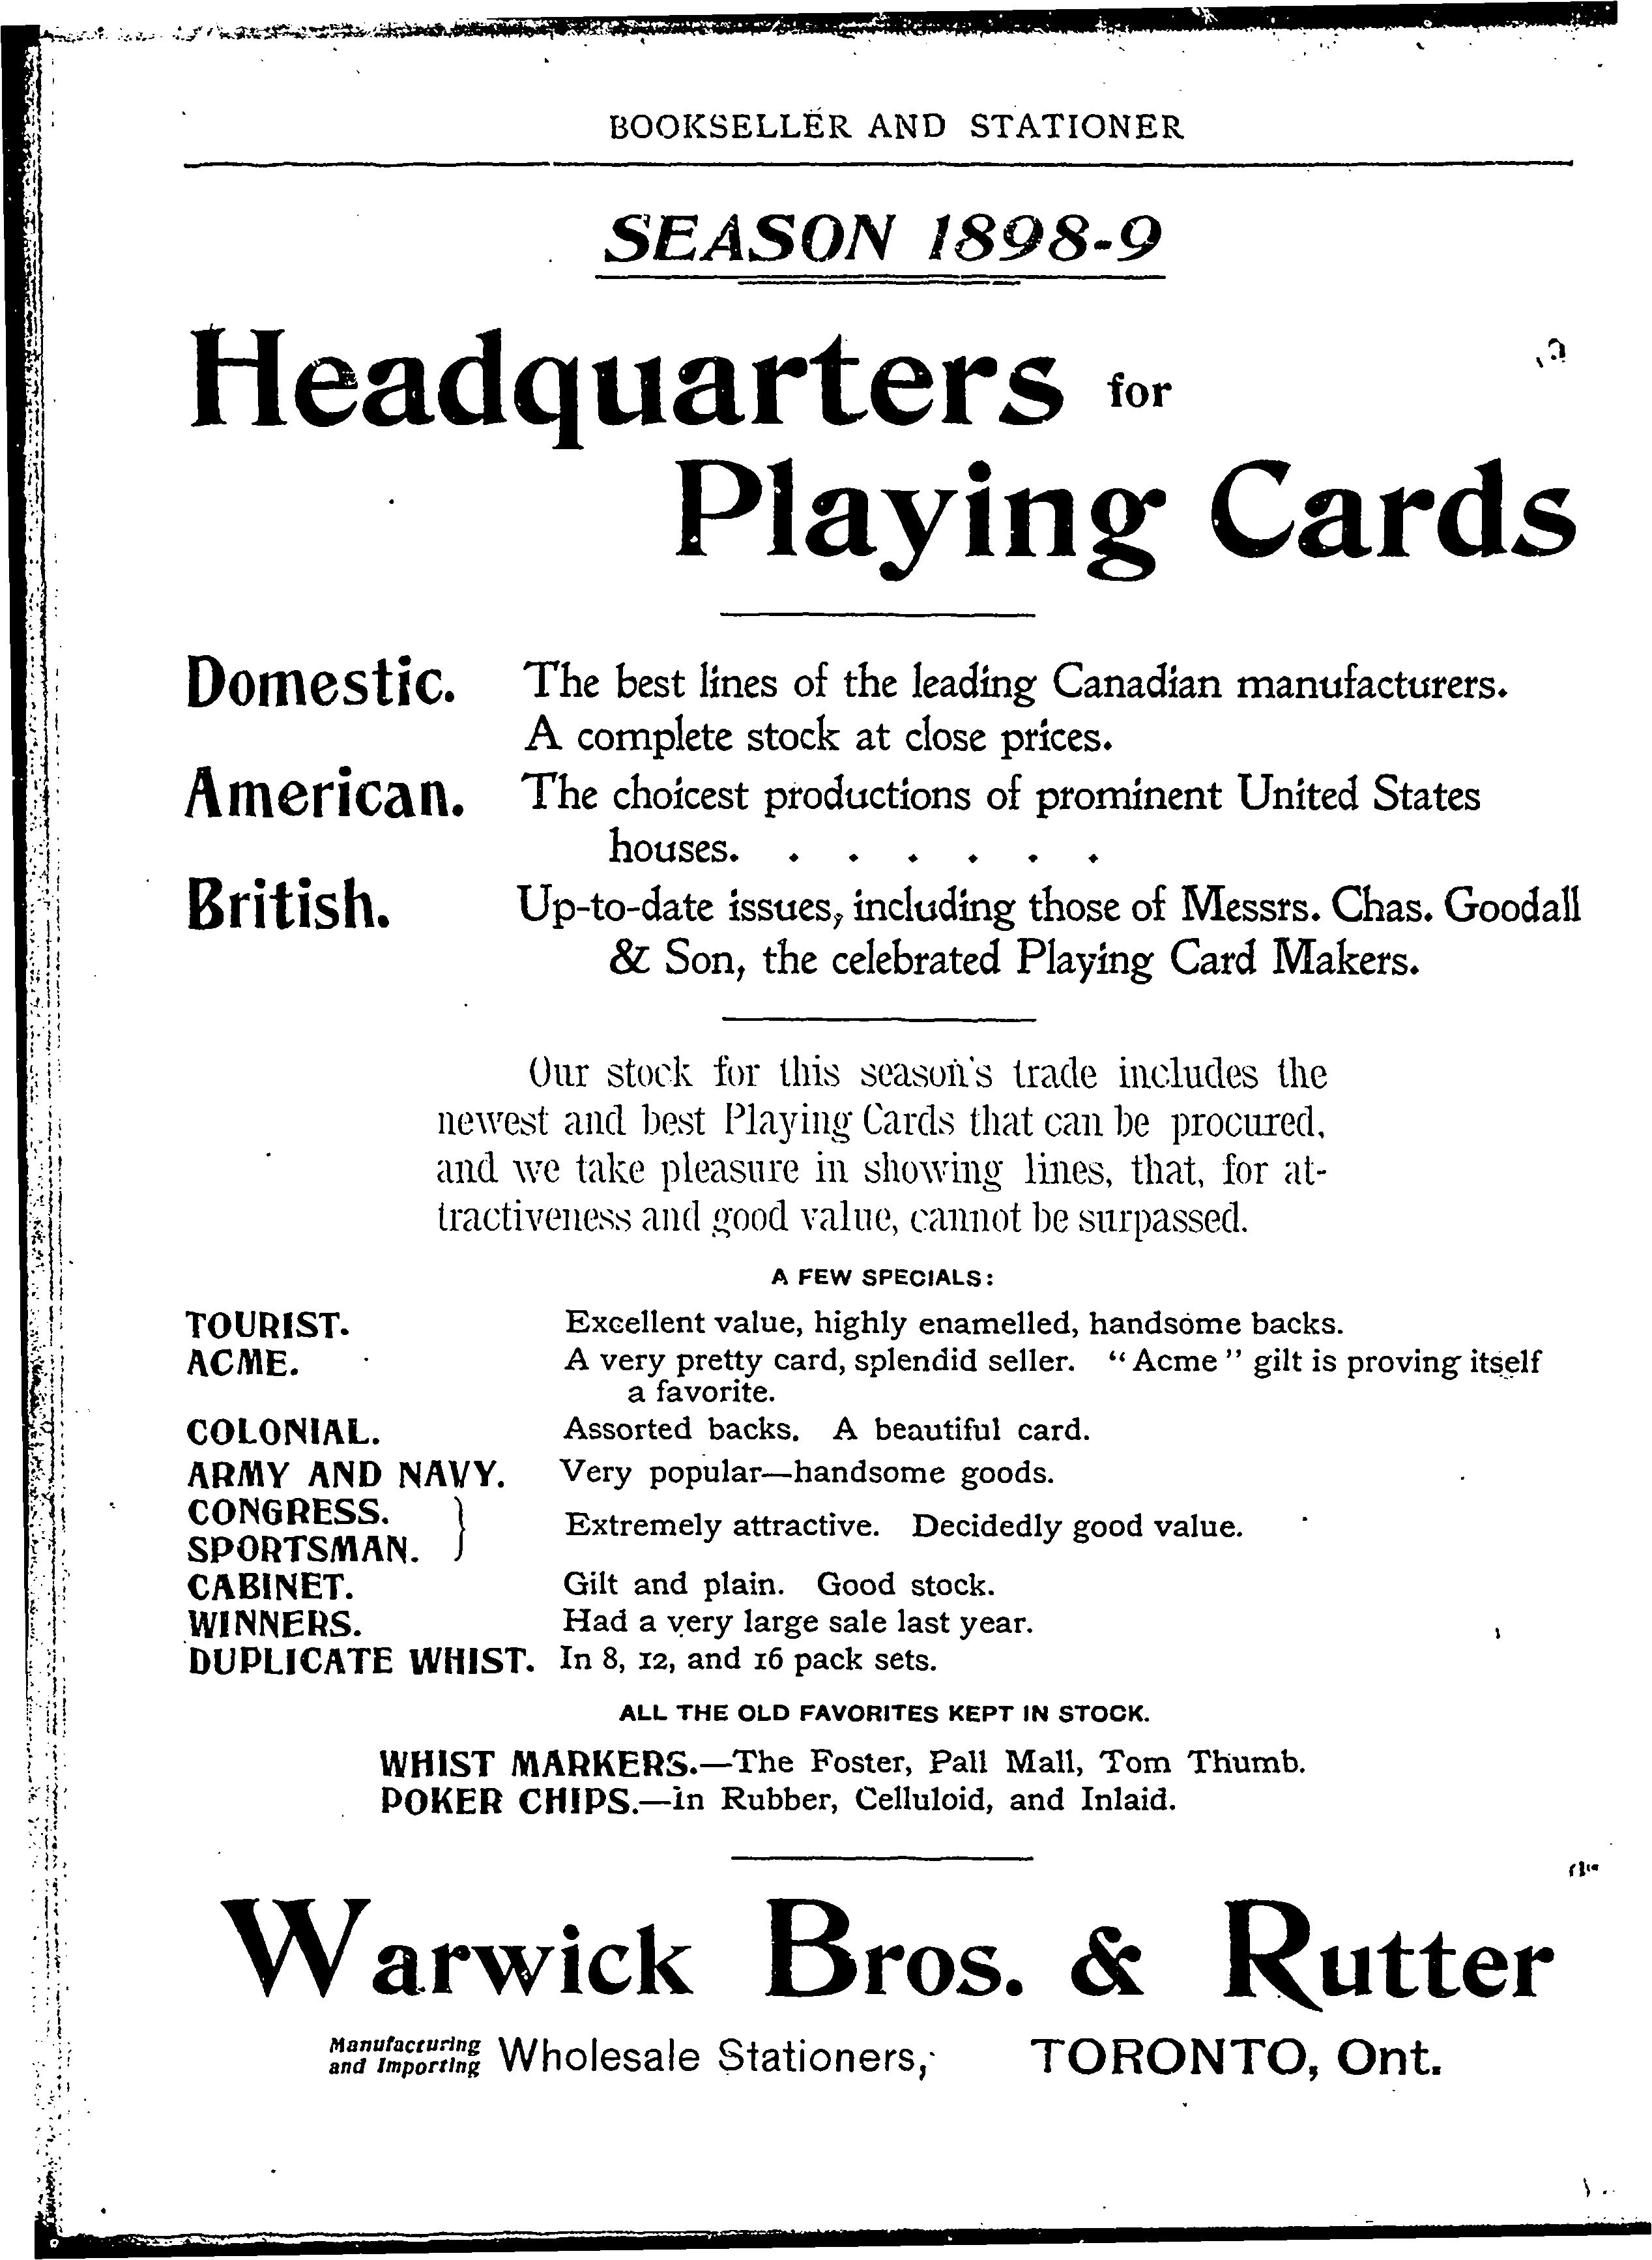 BOOKSELLER AND STATIONER
SEASON 1898-9
Headquarters for
Playing Cards
Domestic. The best lines of the leading Canadian manufacturers.
A complete stock at close prices.
American. The choicest productions of prominent United States
houses. . . . . . .
British. Up-to-date issues, including those of Messrs. Chas. Goodall
& Son, the celebrated Playing Card Makers.
Our stock for this season's trade includes the
newest and best Playing Cards that can be procured,
and we take pleasure in showing lines, that, for at-
tractiveness and good value, cannot be surpassed.
A FEW SPECIALS:
TOURIST. Excellent value, highly enamelled, handsome backs.
ACME. A very pretty card, splendid seller. "Acme" gilt is proving itself
a favorite.
COLONIAL. Assorted backs. A beautiful card.
ARMY AND NAVY. Very popular—handsome goods.
CONGRESS.
SPORTSMAN. } Extremely attractive. Decidedly good value.
CABINET. Gilt and plain. Good stock.
WINNERS. Had a very large sale last year.
DUPLICATE WHIST. In 8, 12, and 16 pack sets.
ALL THE OLD FAVORITES KEPT IN STOCK.
WHIST MARKERS.—The Foster, Pall Mall, Tom Thumb.
POKER CHIPS.—in Rubber, Celluloid, and Inlaid.
Warwick Bros. & Rutter
Manufacturing and Importing Wholesale Stationers, TORONTO, Ont.